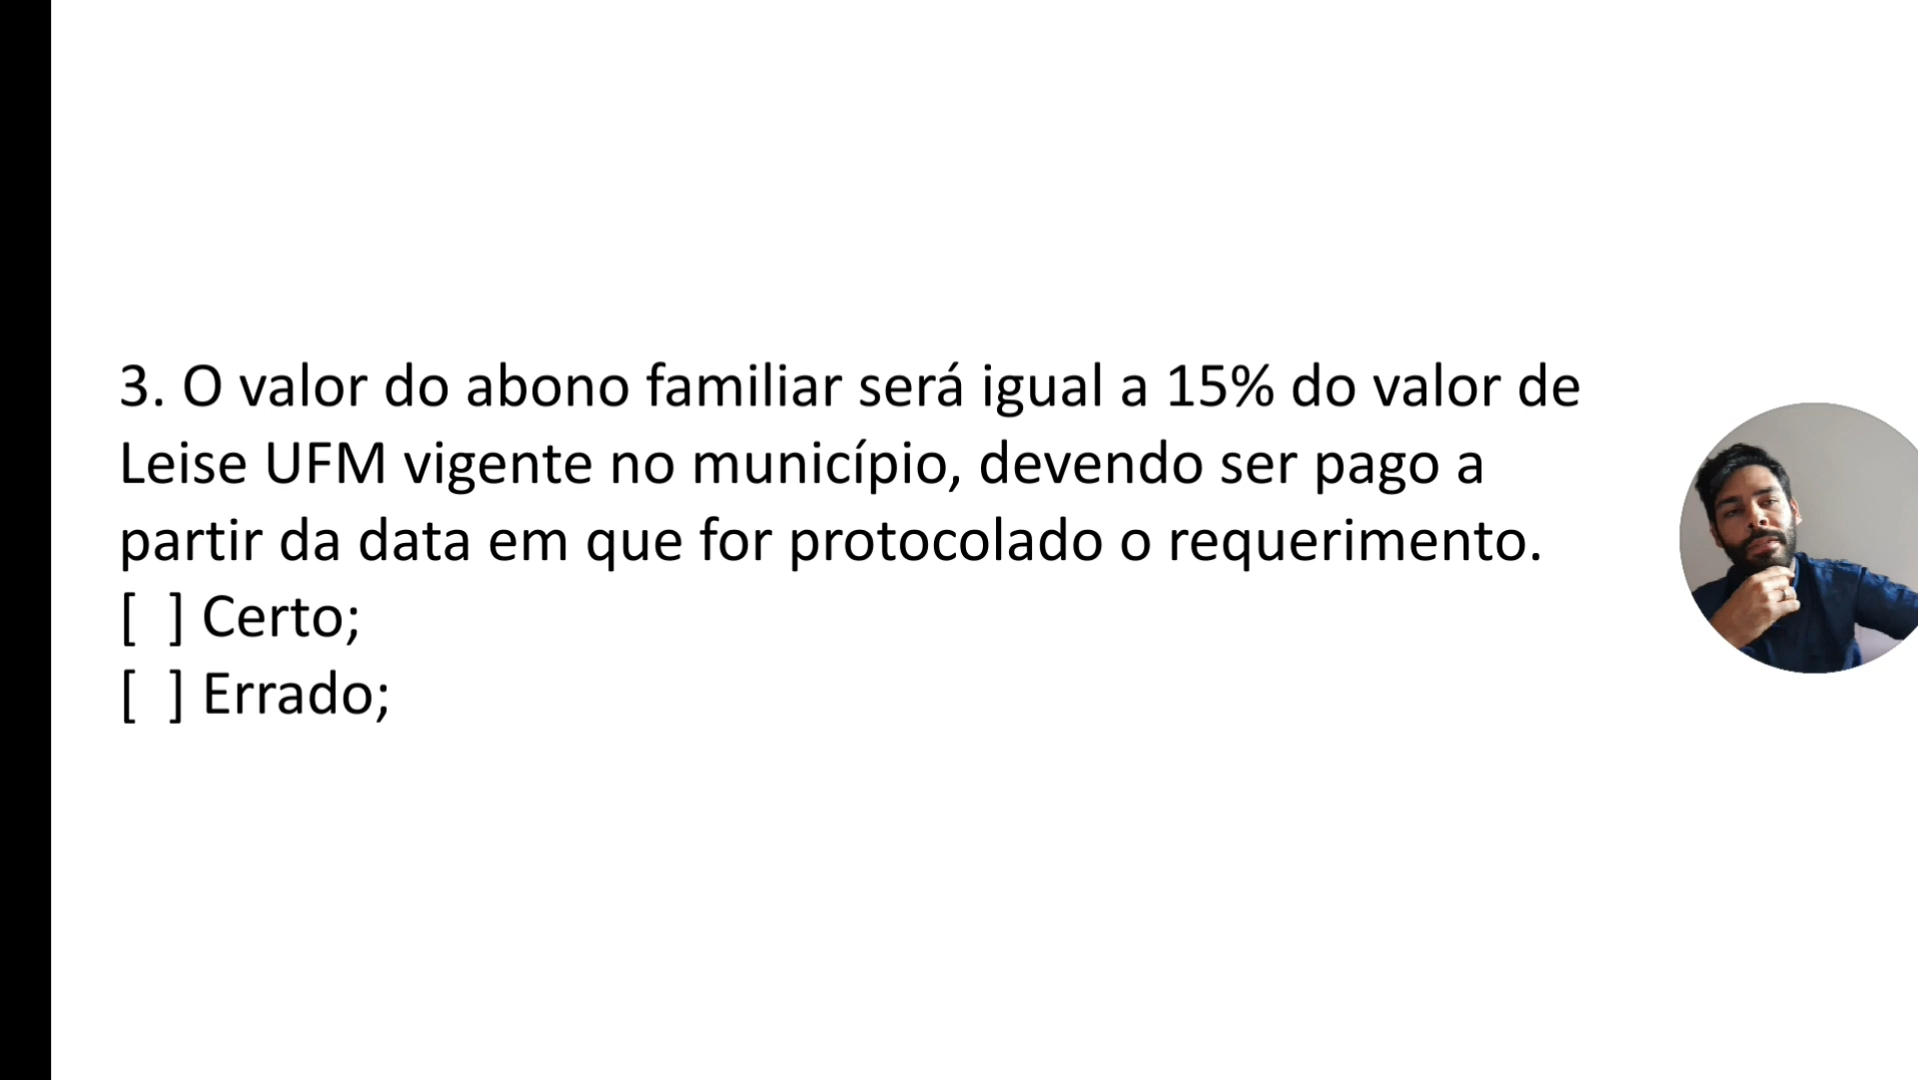 3. O valor do abono familiar será igual a 15% do valor de
Leise UFM vigente no município, devendo ser pago a
partir da data em que for protocolado o requerimento.
[ ] Certo;
[ ] Errado;